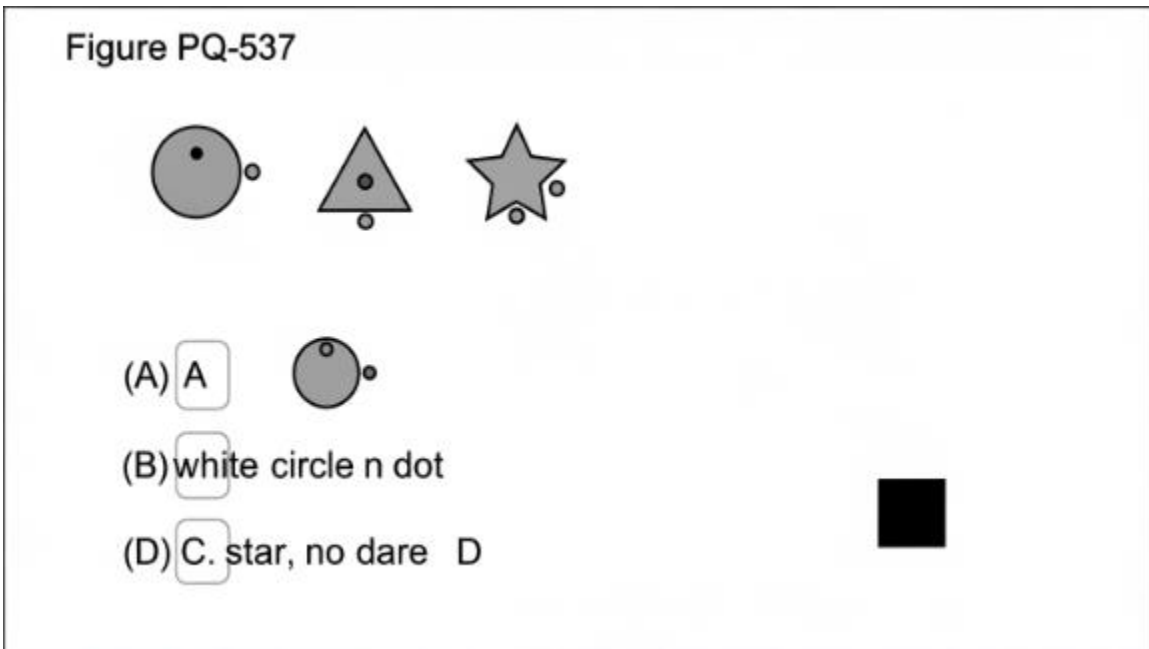 Figure PQ-537
(A) A
(B) white circle n dot
(D) C. star, no dare D